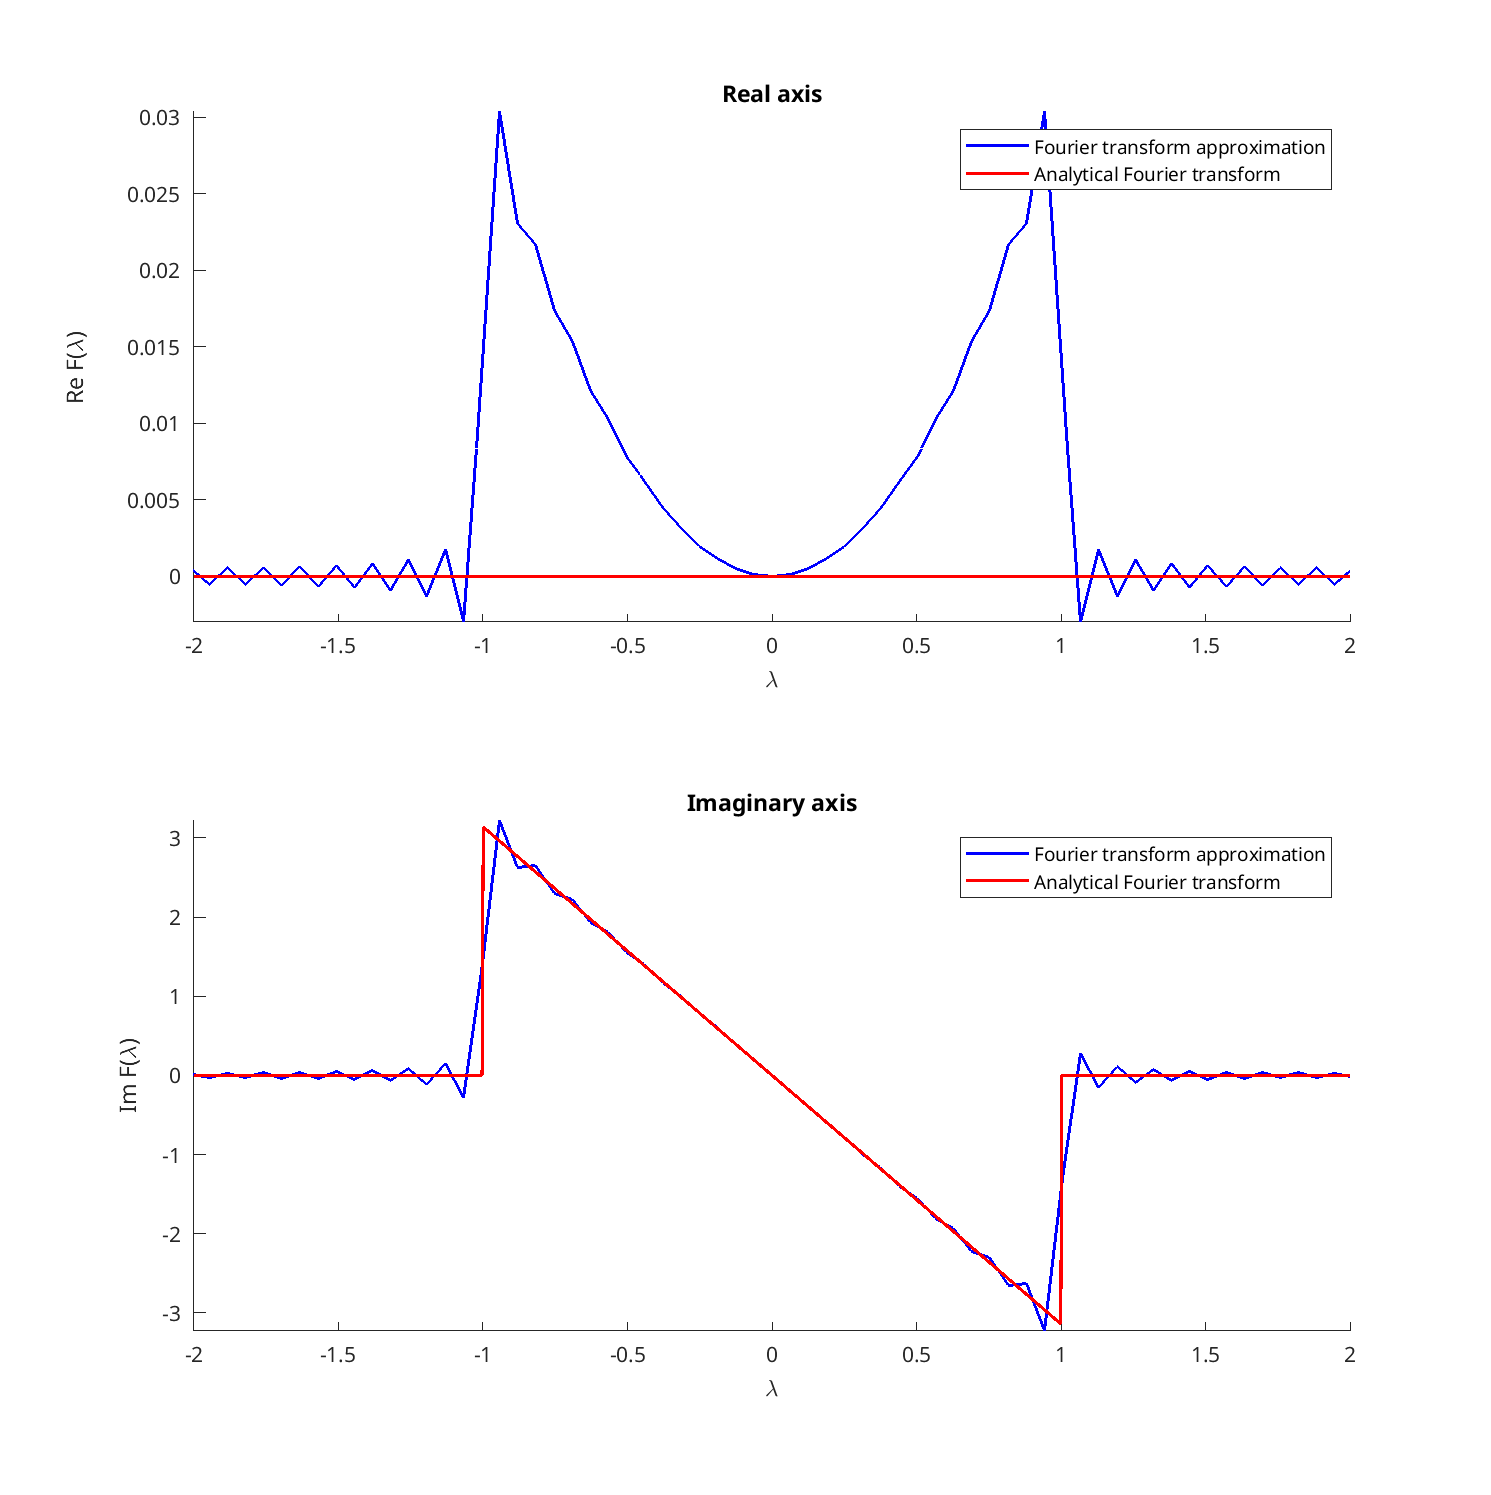 Real axis
Fourier transform approximation
Analytical Fourier transform
Re F(λ)
0.03
0.025
0.02
0.015
0.01
0.005
0
-2 -1.5 -1 -0.5 0 0.5 1 1.5 2
λ
Imaginary axis
Fourier transform approximation
Analytical Fourier transform
Im F(λ)
3
2
1
0
-1
-2
-3
-2 -1.5 -1 -0.5 0 0.5 1 1.5 2
λ